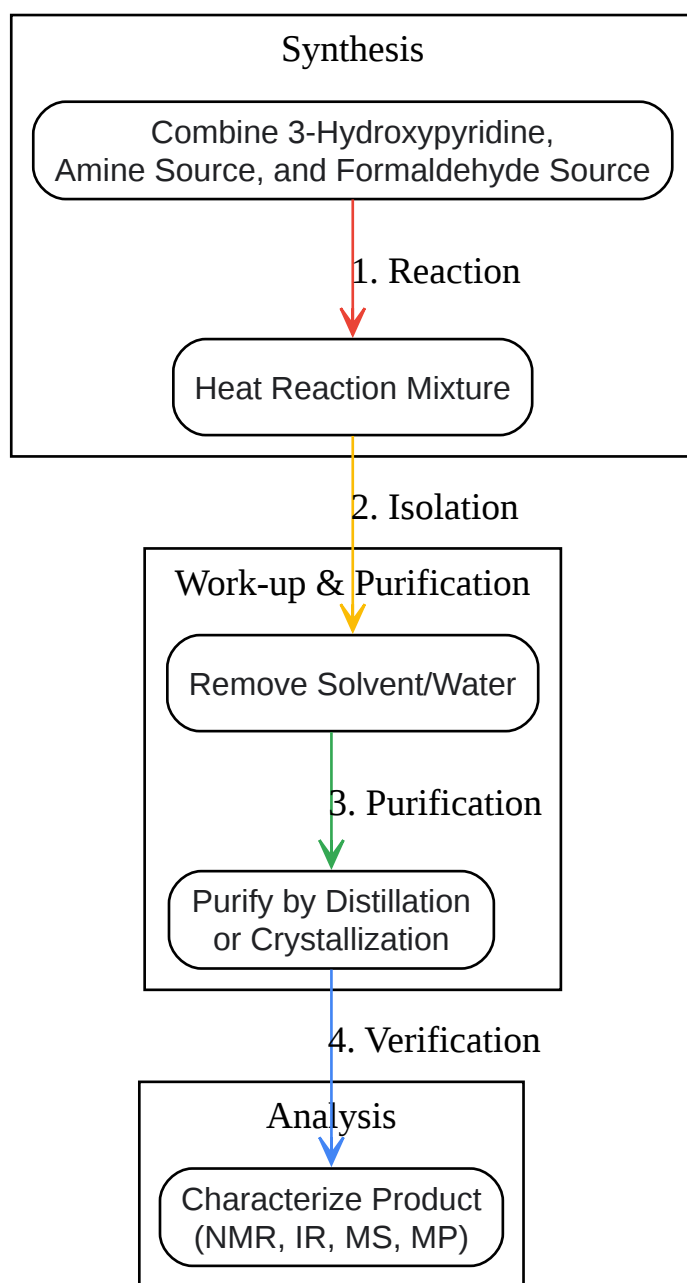 Synthesis
Combine 3-Hydroxypyridine,
Amine Source, and Formaldehyde Source
1. Reaction
Heat Reaction Mixture
2. Isolation
Work-up & Purification
Remove Solvent/Water
3. Purification
Purify by Distillation
or Crystallization
4. Verification
Analysis
Characterize Product
(NMR, IR, MS, MP)